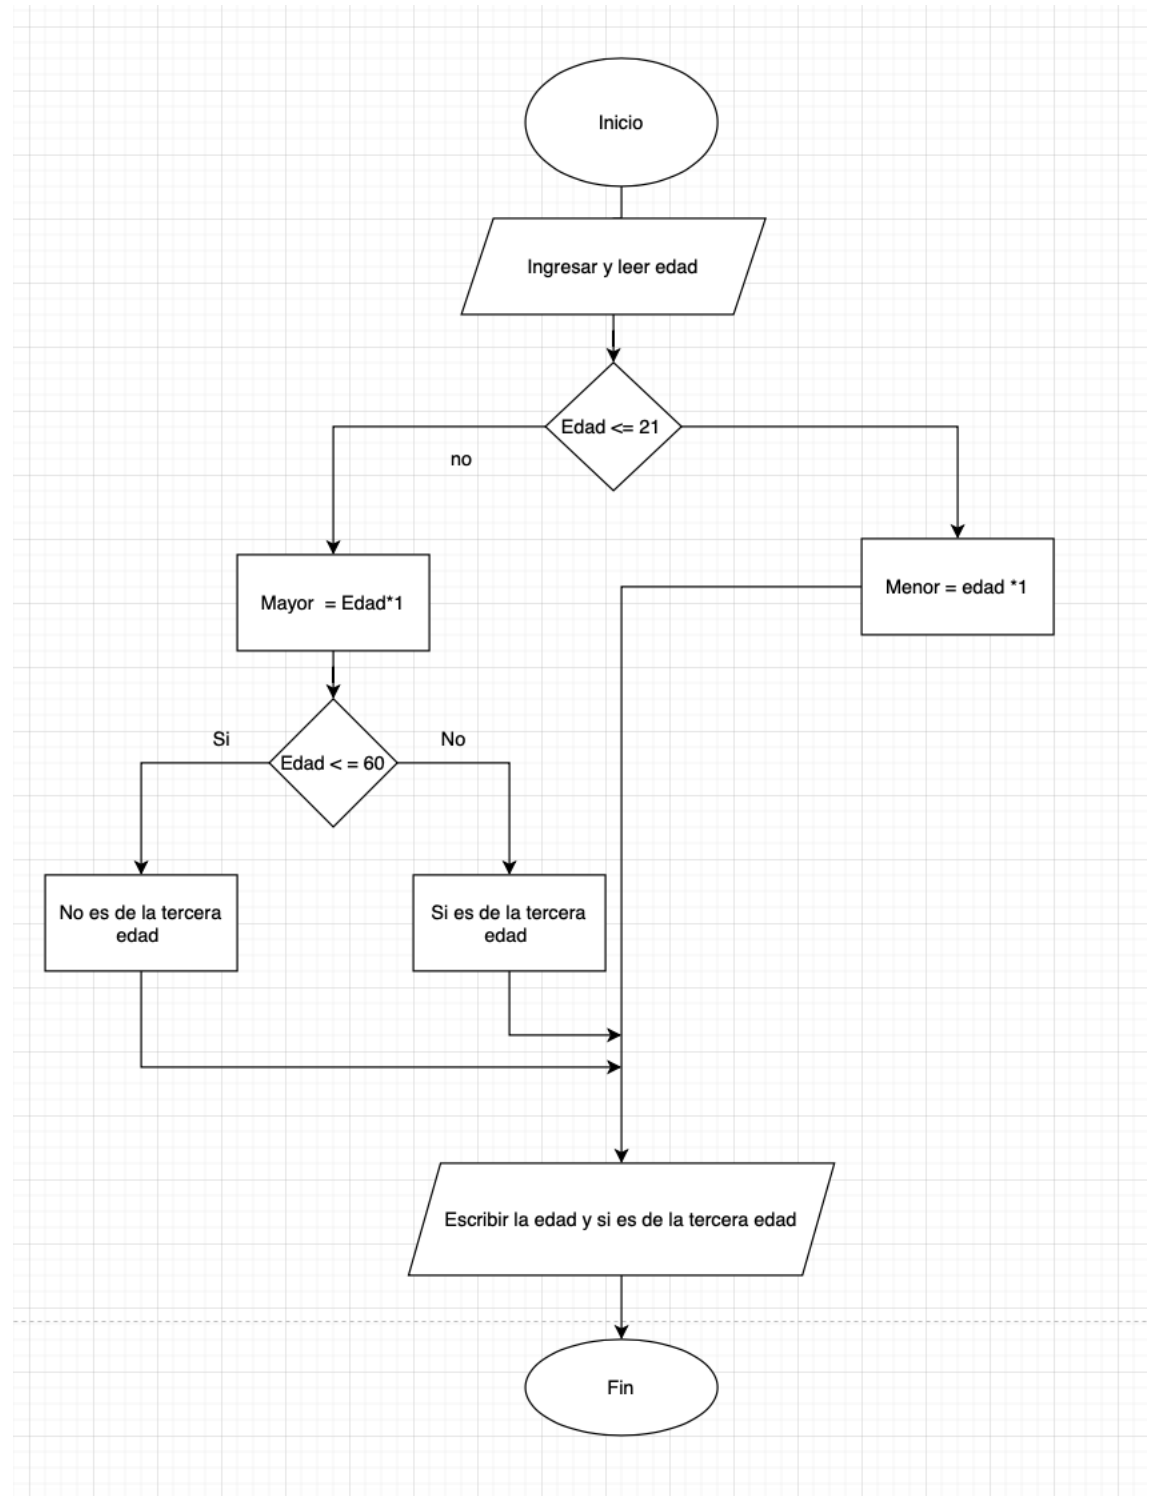 Inicio
Ingresar y leer edad
Edad <= 21
no
Mayor  = Edad*1
Menor = edad *1
Si
No
Edad < = 60
No es de la tercera
edad
Si es de la tercera
edad
Escribir la edad y si es de la tercera edad
Fin